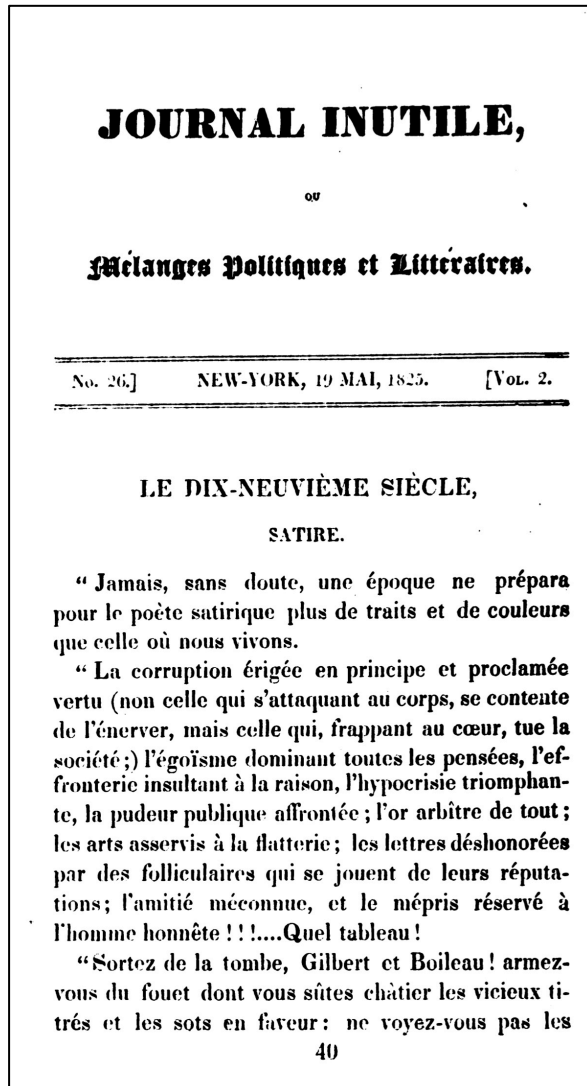 JOURNAL INUTILE,
OU
Mélanges Politiques et Littéraires.
No. 26.] NEW-YORK, 19 MAI, 1825. [VOL. 2.
LE DIX-NEUVIÈME SIÈCLE,
SATIRE.
“ Jamais, sans doute, une époque ne prépara
pour le poète satirique plus de traits et de couleurs
que celle où nous vivons.
“ La corruption érigée en principe et proclamée
vertu (non celle qui s'attaquant au corps, se contente
de l'énerver, mais celle qui, frappant au cœur, tue la
société ;) l'égoïsme dominant toutes les pensées, l'ef-
fronterie insultant à la raison, l'hypocrisie triomphan-
te, la pudeur publique affrontée ; l'or arbître de tout ;
les arts asservis à la flatterie ; les lettres déshonorées
par des folliculaires qui se jouent de leurs réputa-
tions ; l'amitié méconnue, et le mépris réservé à
l'homme honnête ! ! !....Quel tableau !
“Sortez de la tombe, Gilbert et Boileau ! armez-
vous du fouet dont vous sûtes châtier les vicieux ti-
trés et les sots en faveur : ne voyez-vous pas les
40